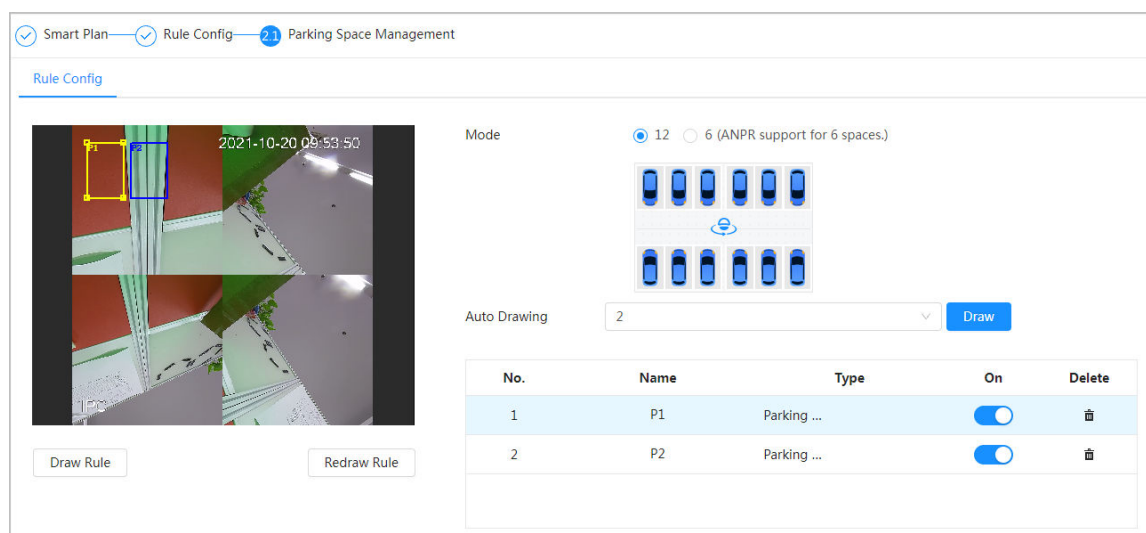 Smart Plan Rule Config 2.1 Parking Space Management
Rule Config
P1 P2 2021-10-20 09:53:50
IPC
Draw Rule Redraw Rule
Mode 12 6 (ANPR support for 6 spaces.)
Auto Drawing 2 Draw
No. Name Type On Delete
1 P1 Parking ...
2 P2 Parking ...